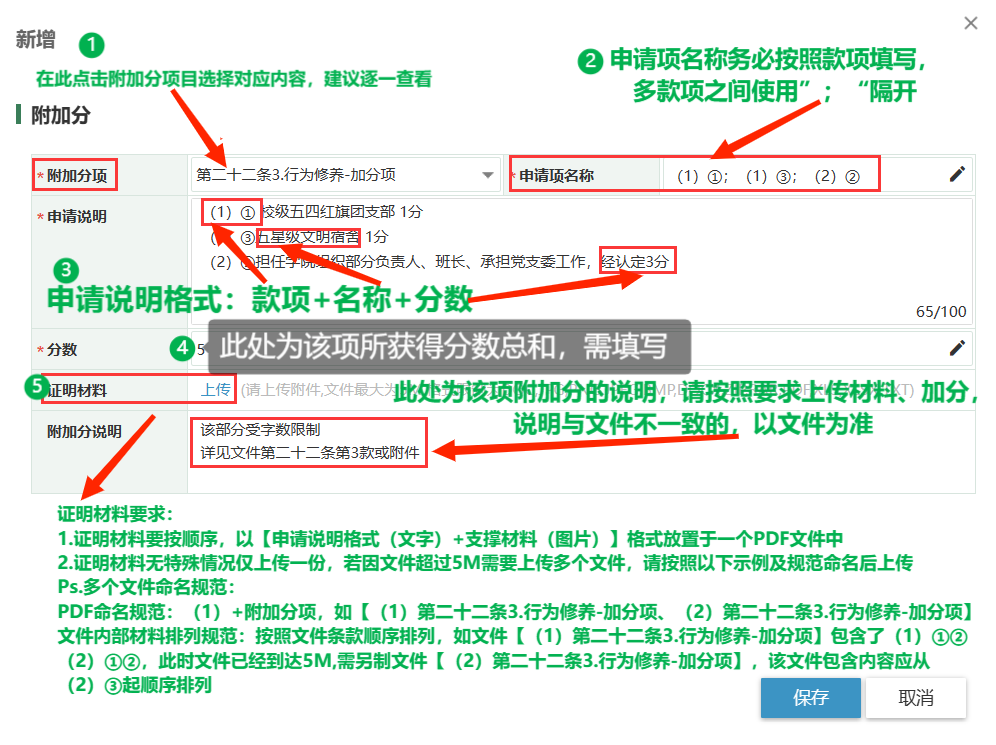 新增
1
在此点击附加分项目选择对应内容，建议逐一查看
2 申请项名称务必按照款项填写，
多款项之间使用”；“隔开
附加分
*附加分项
第二十二条3.行为修养-加分项
*申请项名称
（1）①；（1）③；（2）②
*申请说明
（1）①校级五四红旗团支部 1分
③五星级文明宿舍 1分
（2）②担任学院组织部分负责人、班长、承担党支委工作，经认定3分
3
申请说明格式：款项+名称+分数
65/100
*分数
4
5
此处为该项所获得分数总和，需填写
5
证明材料
上传
(请上传附件,文件最大为
此处为该项附加分的说明，请按照要求上传材料、加分，
说明与文件不一致的，以文件为准
附加分说明
该部分受字数限制
详见文件第二十二条第3款或附件
证明材料要求：
1.证明材料要按顺序，以【申请说明格式（文字）+支撑材料（图片）】格式放置于一个PDF文件中
2.证明材料无特殊情况仅上传一份，若因文件超过5M需要上传多个文件，请按照以下示例及规范命名后上传
Ps.多个文件命名规范：
PDF命名规范：（1）+附加分项，如【（1）第二十二条3.行为修养-加分项、（2）第二十二条3.行为修养-加分项】
文件内部材料排列规范：按照文件条款顺序排列，如文件【（1）第二十二条3.行为修养-加分项】包含了（1）①②
（2）①②，此时文件已经到达5M,需另制文件【（2）第二十二条3.行为修养-加分项】，该文件包含内容应从
（2）③起顺序排列
保存
取消